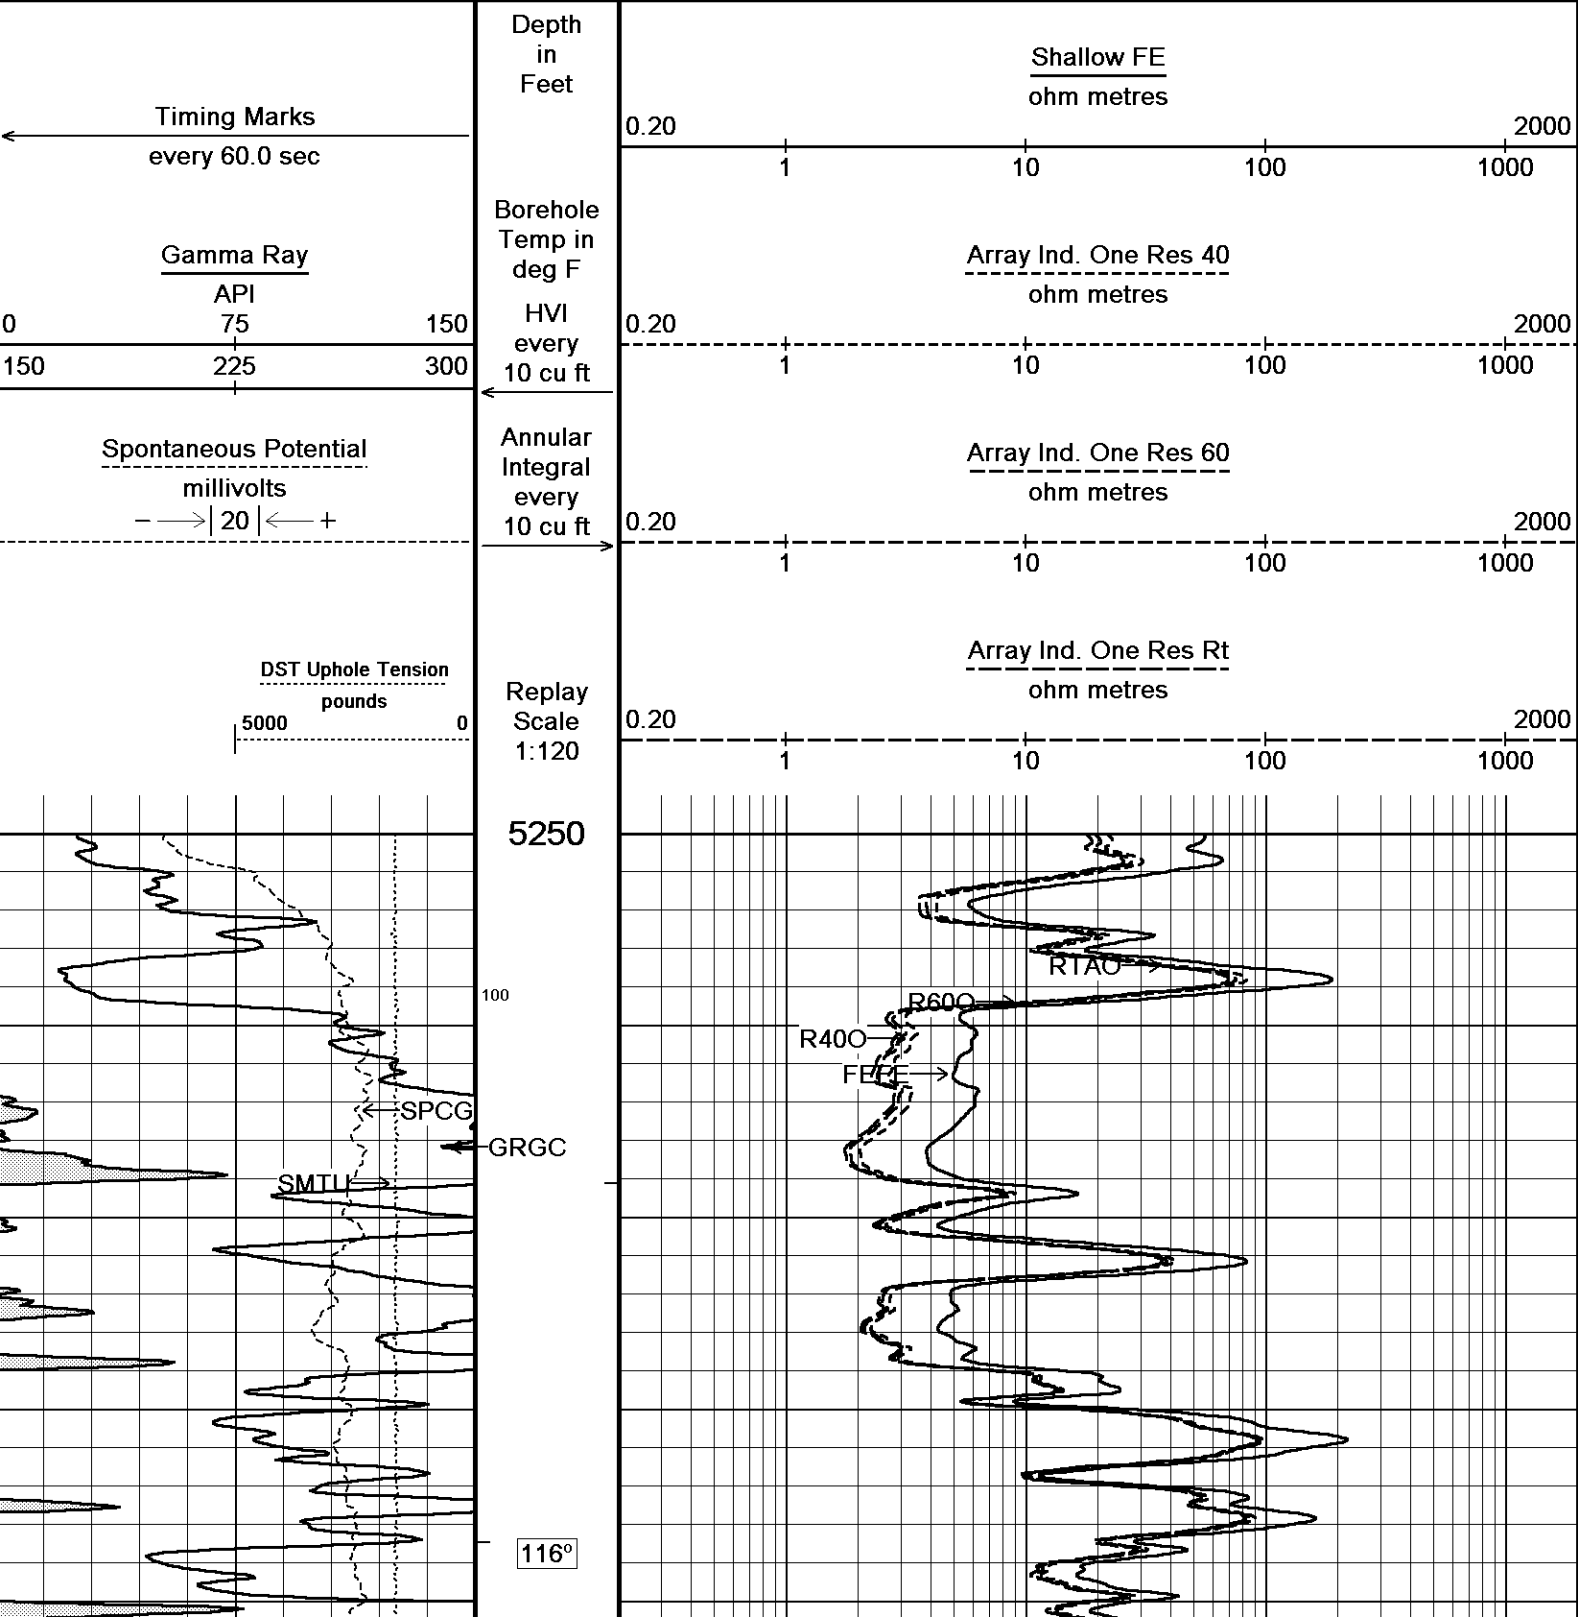 Timing Marks
every 60.0 sec
Gamma Ray
API
0 75 150
150 225 300
Spontaneous Potential
millivolts
– 20 +
DST Uphole Tension
pounds
5000 0
Depth
in
Feet
Borehole
Temp in
deg F
HVI
every
10 cu ft
Annular
Integral
every
10 cu ft
Replay
Scale
1:120
Shallow FE
ohm metres
0.20 2000
1 10 100 1000
Array Ind. One Res 40
ohm metres
0.20 2000
1 10 100 1000
Array Ind. One Res 60
ohm metres
0.20 2000
1 10 100 1000
Array Ind. One Res Rt
ohm metres
0.20 2000
1 10 100 1000
5250
RTAO
100
R60O
R40O
FEFE
SPCG
GRGC
SMTU
116º